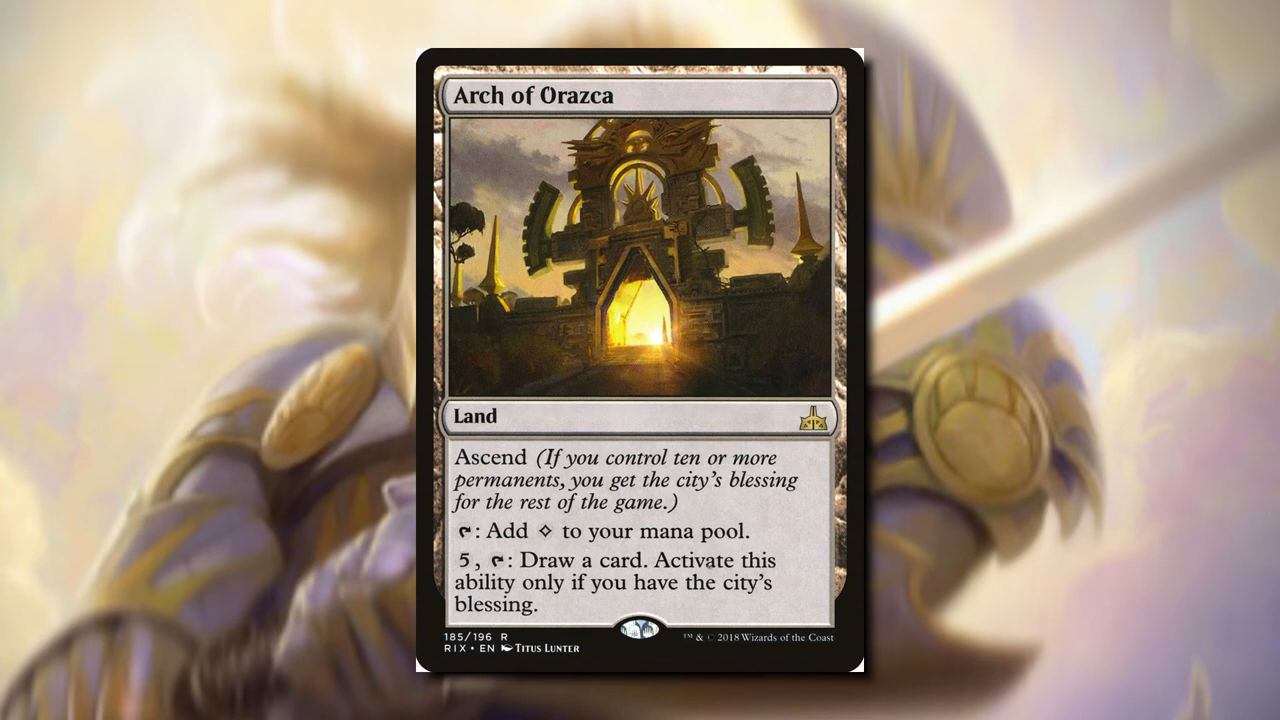 Arch of Orazca
Land
Ascend (If you control ten or more
permanents, you get the city's blessing
for the rest of the game.)
: Add to your mana pool.
5, : Draw a card. Activate this
ability only if you have the city's
blessing.
185/196 R
RIX • EN Titus Lunter
™ & © 2018 Wizards of the Coast